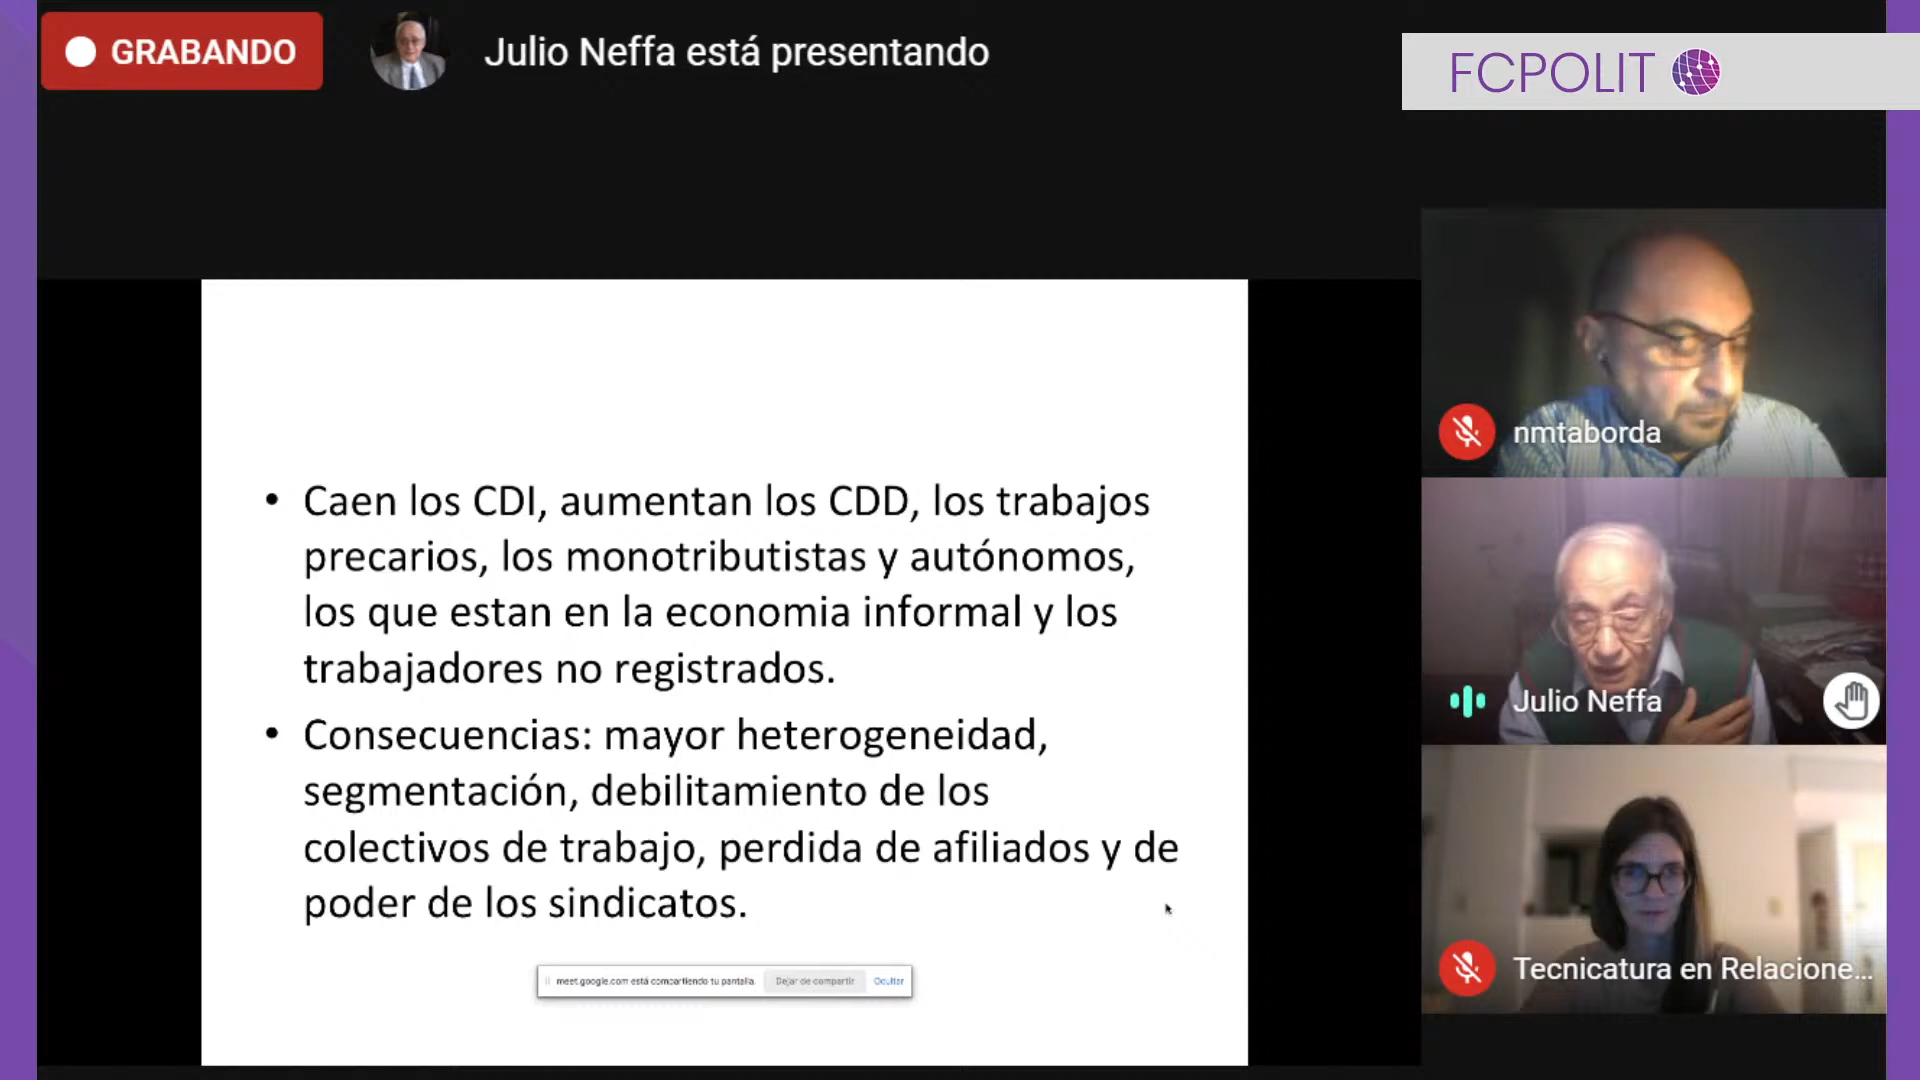 GRABANDO
Julio Neffa está presentando
FCPOLIT
• Caen los CDI, aumentan los CDD, los trabajos
precarios, los monotributistas y autónomos,
los que estan en la economia informal y los
trabajadores no registrados.
• Consecuencias: mayor heterogeneidad,
segmentación, debilitamiento de los
colectivos de trabajo, perdida de afiliados y de
poder de los sindicatos.
meet.google.com está compartiendo tu pantalla. Dejar de compartir Ocultar
nmtaborda
Julio Neffa
Tecnicatura en Relacione...